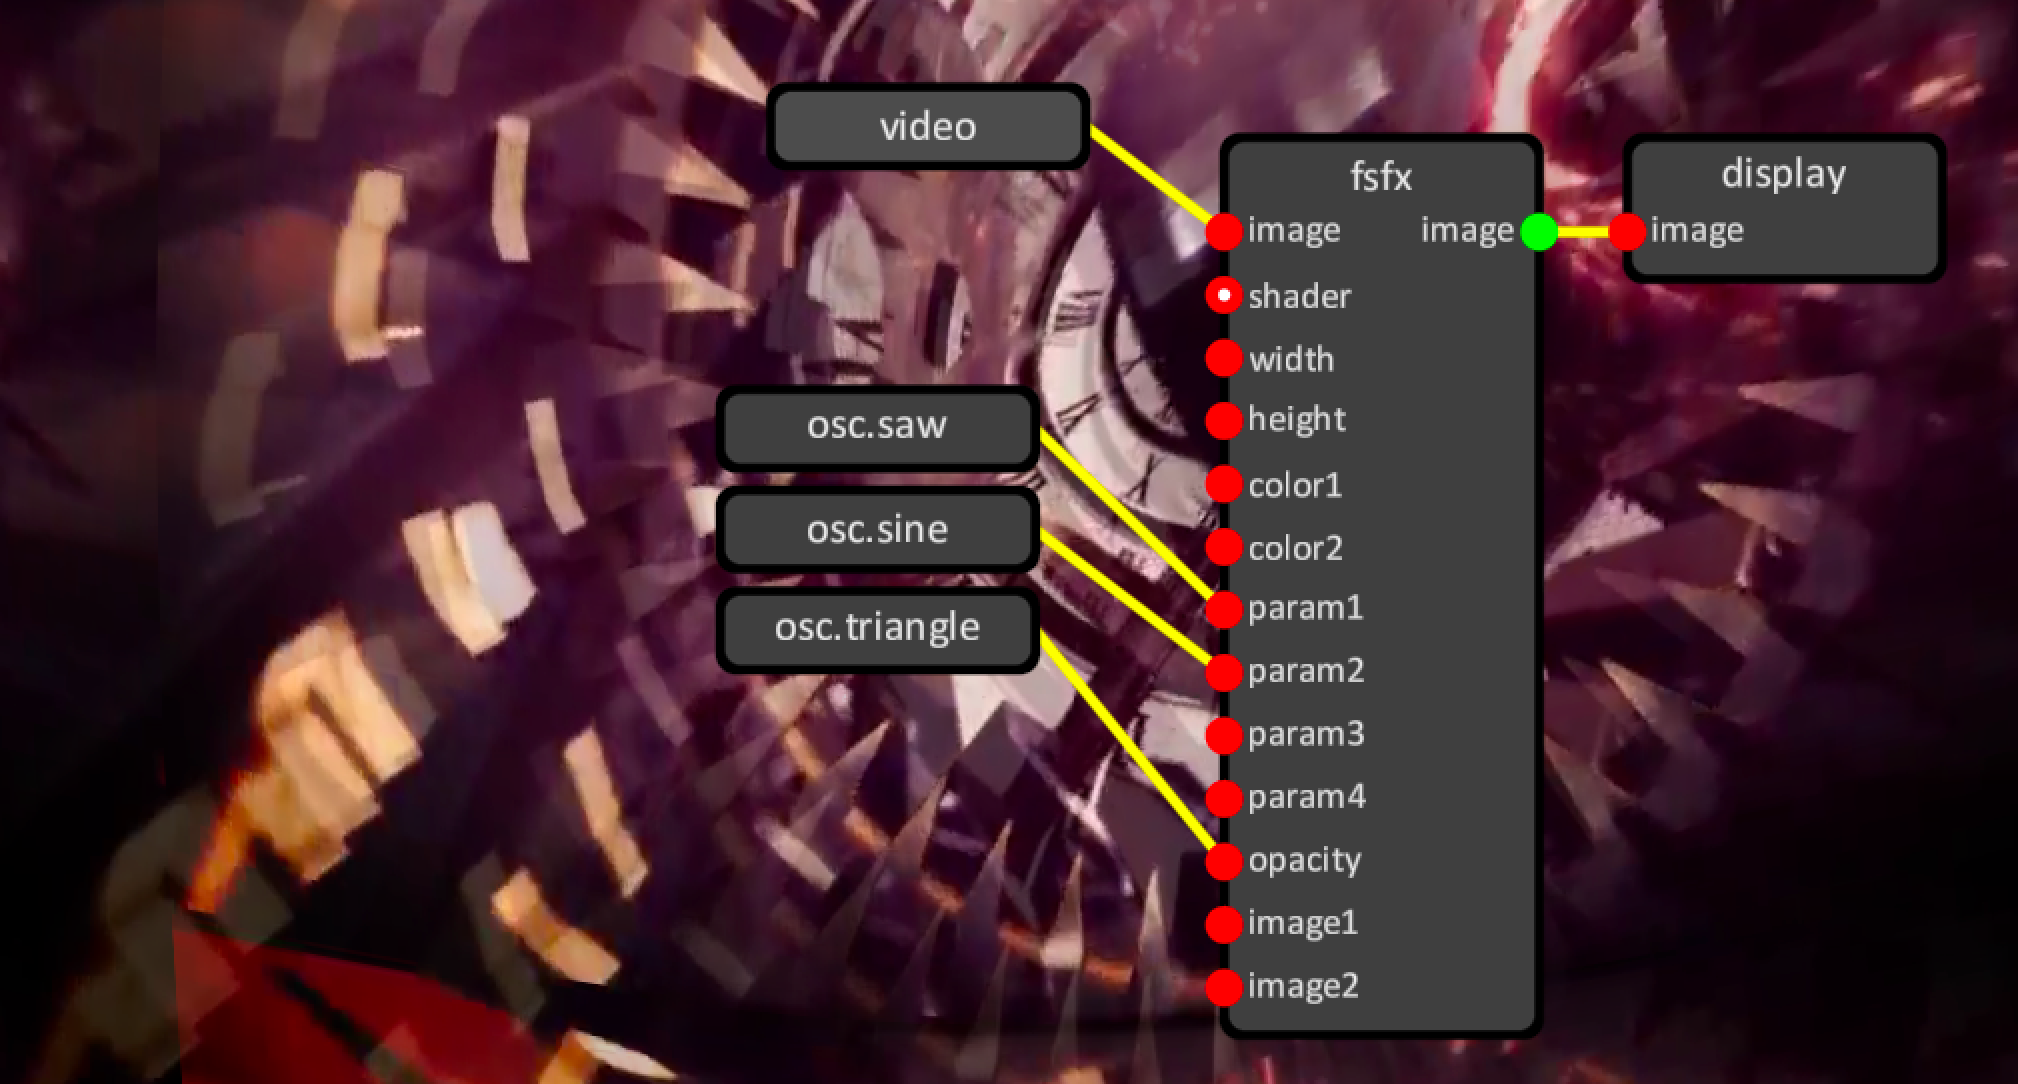 video
osc.saw
osc.sine
osc.triangle
fsfx
image image
shader
width
height
color1
color2
param1
param2
param3
param4
opacity
image1
image2
display
image